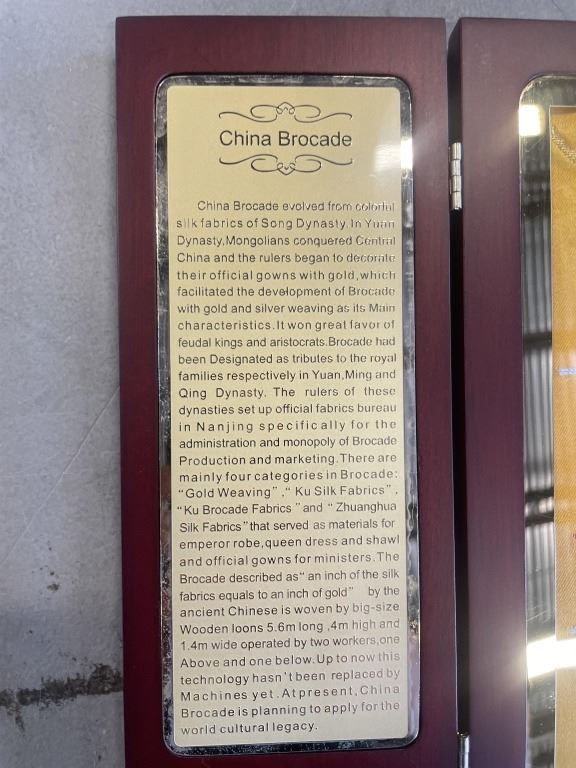 China Brocade
China Brocade evolved from colorful
silk fabrics of Song Dynasty.In Yuan
Dynasty,Mongolians conquered Central
China and the rulers began to decorate
their official gowns with gold,which
facilitated the development of Brocade
with gold and silver weaving as its Main
characteristics.It won great favor of
feudal kings and aristocrats.Brocade had
been Designated as tributes to the royal
families respectively in Yuan,Ming and
Qing Dynasty. The rulers of these
dynasties set up official fabrics bureau
in Nanjing specifically for the
administration and monopoly of Brocade
Production and marketing.There are
mainly four categories in Brocade:
“Gold Weaving” ,“ Ku Silk Fabrics” ,
“Ku Brocade Fabrics ”and “ Zhuanghua
Silk Fabrics”that served as materials for
emperor robe,queen dress and shawl
and official gowns for ministers.The
Brocade described as“ an inch of the silk
fabrics equals to an inch of gold” by the
ancient Chinese is woven by big-size
Wooden loons 5.6m long ,4m high and
1.4m wide operated by two workers,one
Above and one below.Up to now this
technology hasn't been replaced by
Machines yet.At present,China
Brocade is planning to apply for the
world cultural legacy.